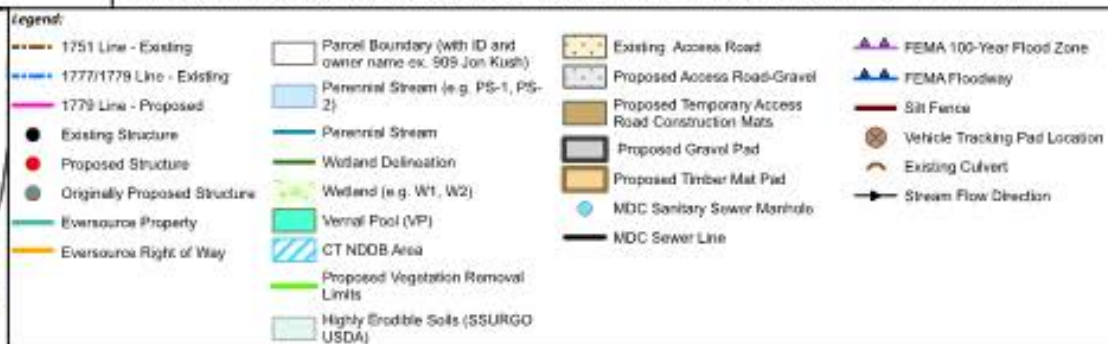 Legend:
1751 Line - Existing
1777/1779 Line - Existing
1779 Line - Proposed
Existing Structure
Proposed Structure
Originally Proposed Structure
Eversource Property
Eversource Right of Way
Parcel Boundary (with ID and
owner name ex. 909 Jon Kush)
Perennial Stream (e.g. PS-1, PS-
2)
Perennial Stream
Wetland Delineation
Wetland (e.g. W1, W2)
Vernal Pool (VP)
CT NDDB Area
Proposed Vegetation Removal
Limits
Highly Erodible Soils (SSURGO
USDA)
Existing Access Road
Proposed Access Road-Gravel
Proposed Temporary Access
Road Construction Mats
Proposed Gravel Pad
Proposed Timber Mat Pad
MDC Sanitary Sewer Manhole
MDC Sewer Line
FEMA 100-Year Flood Zone
FEMA Floodway
Silt Fence
Vehicle Tracking Pad Location
Existing Culvert
Stream Flow Direction